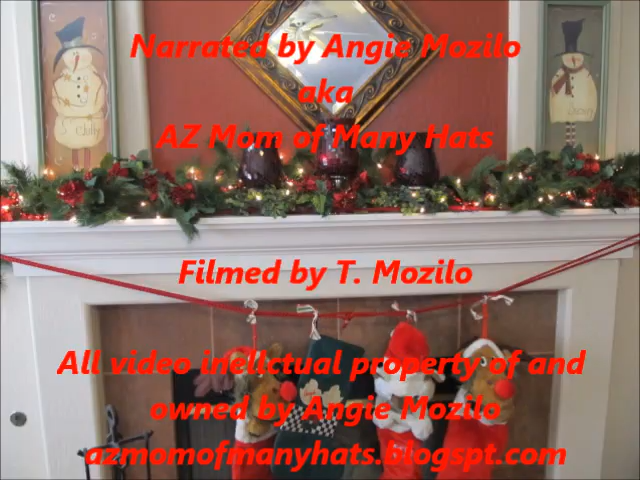 Narrated by Angie Mozilo
aka
AZ Mom of Many Hats
Filmed by T. Mozilo
All video inellctual property of and
owned by Angie Mozilo
azmomofmanyhats.blogspt.com